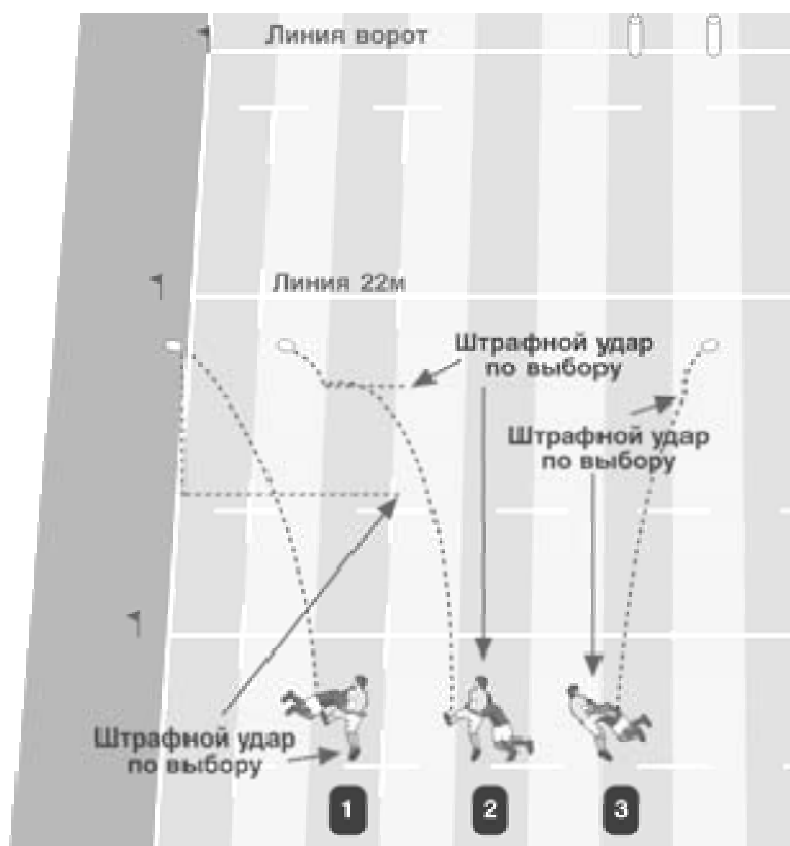 Линия ворот
Линия 22м
Штрафной удар
по выбору
Штрафной удар
по выбору
Штрафной удар
по выбору
1
2
3